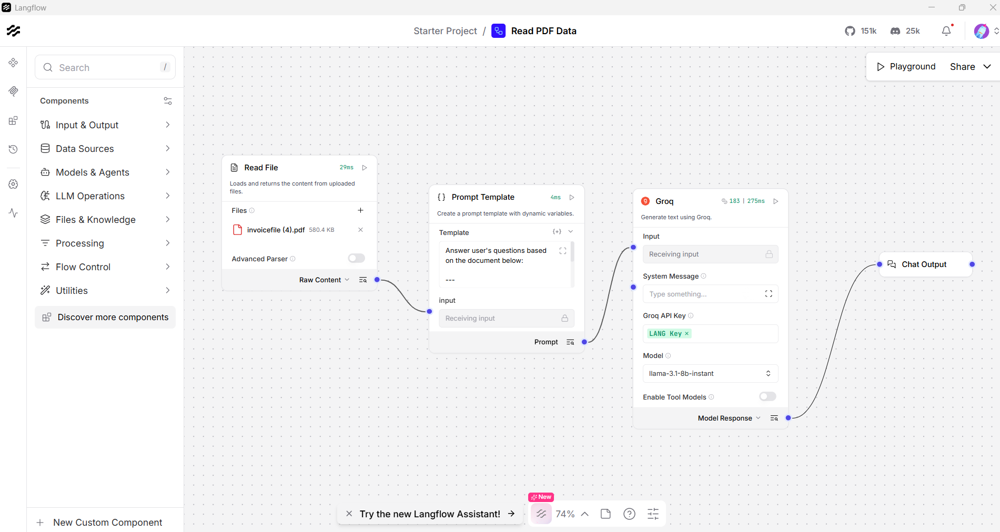 Langflow
Starter Project / Read PDF Data
151k
25k
Search /
Playground
Share
Components
Input & Output
Data Sources
Models & Agents
LLM Operations
Files & Knowledge
Processing
Flow Control
Utilities
Discover more components
New Custom Component
Read File 29ms
Loads and returns the content from uploaded
files.
Files
invoicefile (4).pdf 580.4 KB
Advanced Parser
Raw Content
{ } Prompt Template 4ms
Create a prompt template with dynamic variables.
Template {+}
Answer user's questions based
on the document below:
---
input
Receiving input
Prompt
Groq 183 | 275ms
Generate text using Groq.
Input
Receiving input
System Message
Type something...
Groq API Key
LANG Key ×
Model
llama-3.1-8b-instant
Enable Tool Models
Model Response
Chat Output
New
Try the new Langflow Assistant! →
74%